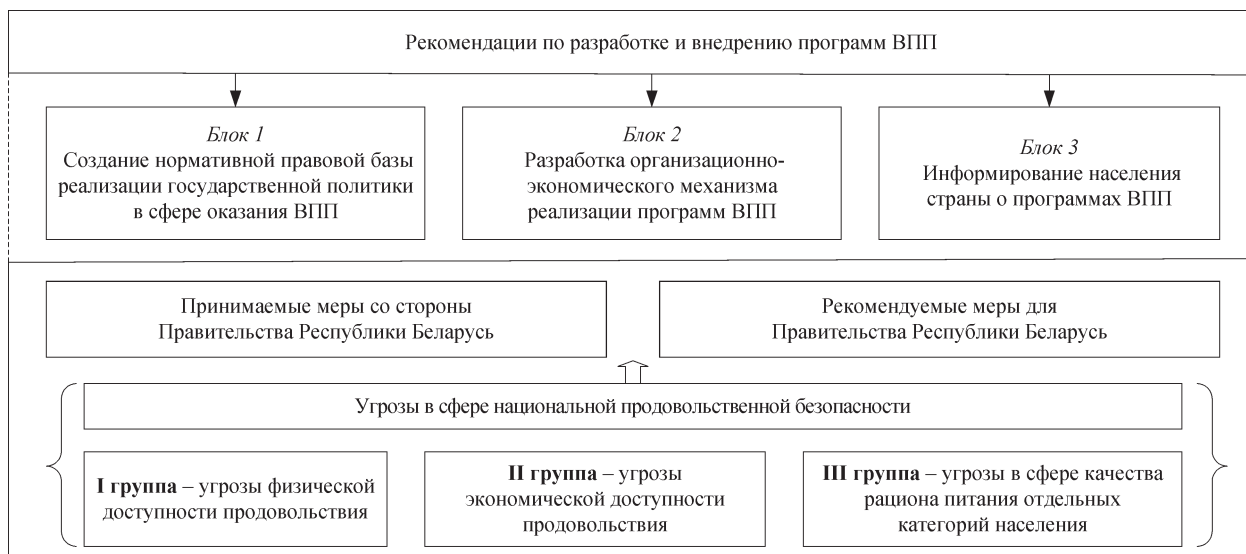 Рекомендации по разработке и внедрению программ ВПП
Блок 1
Создание нормативной правовой базы
реализации государственной политики
в сфере оказания ВПП
Блок 2
Разработка организационно-
экономического механизма
реализации программ ВПП
Блок 3
Информирование населения
страны о программах ВПП
Принимаемые меры со стороны
Правительства Республики Беларусь
Рекомендуемые меры для
Правительства Республики Беларусь
Угрозы в сфере национальной продовольственной безопасности
I группа – угрозы физической
доступности продовольствия
II группа – угрозы
экономической доступности
продовольствия
III группа – угрозы в сфере качества
рациона питания отдельных
категорий населения